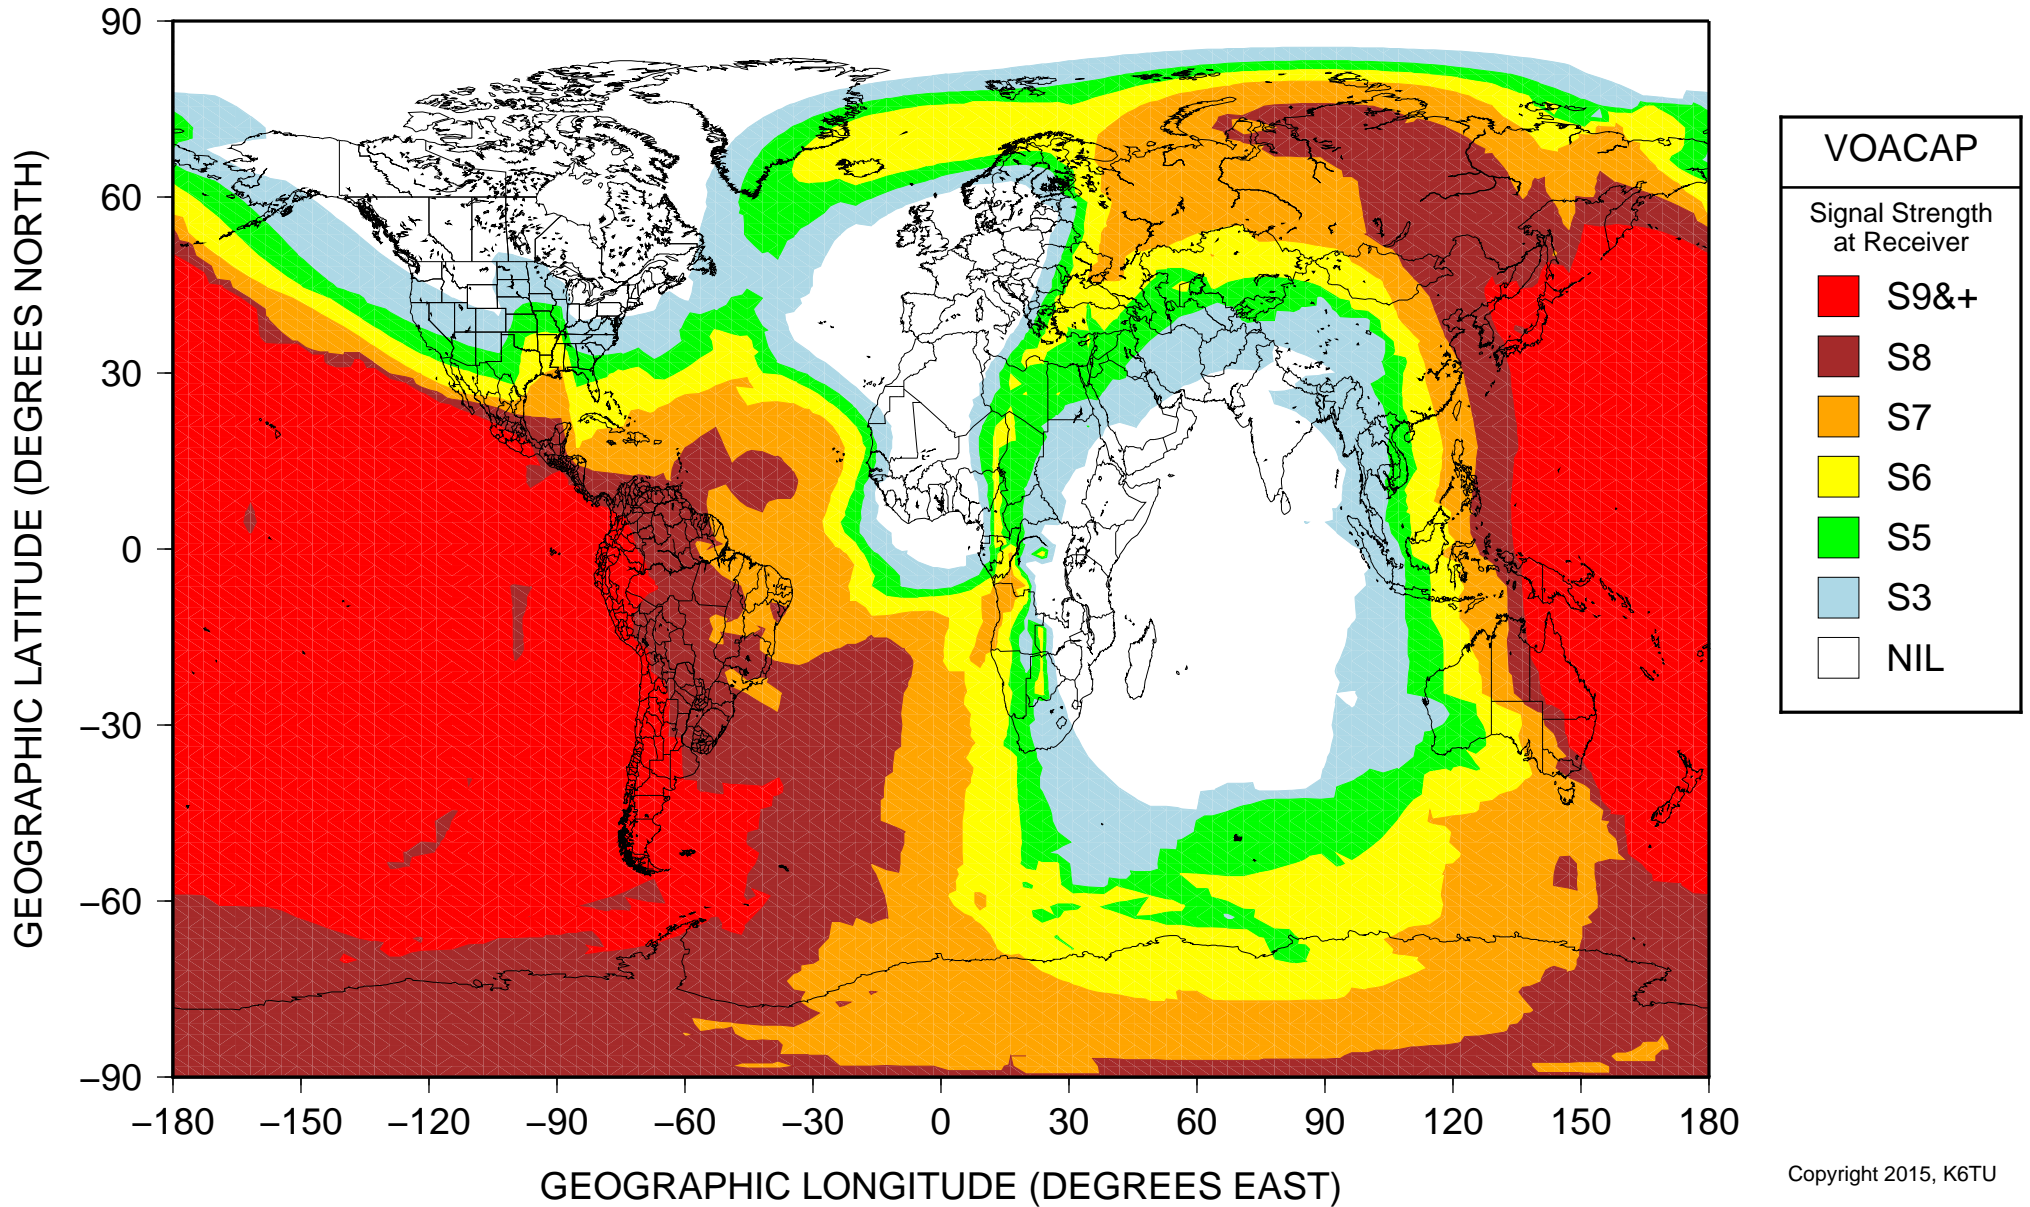 90
60
30
0
−30
−60
−90
GEOGRAPHIC LATITUDE (DEGREES NORTH)
−180 −150 −120 −90 −60 −30 0 30 60 90 120 150 180
GEOGRAPHIC LONGITUDE (DEGREES EAST)
VOACAP
Signal Strength
at Receiver
S9&+
S8
S7
S6
S5
S3
NIL
Copyright 2015, K6TU